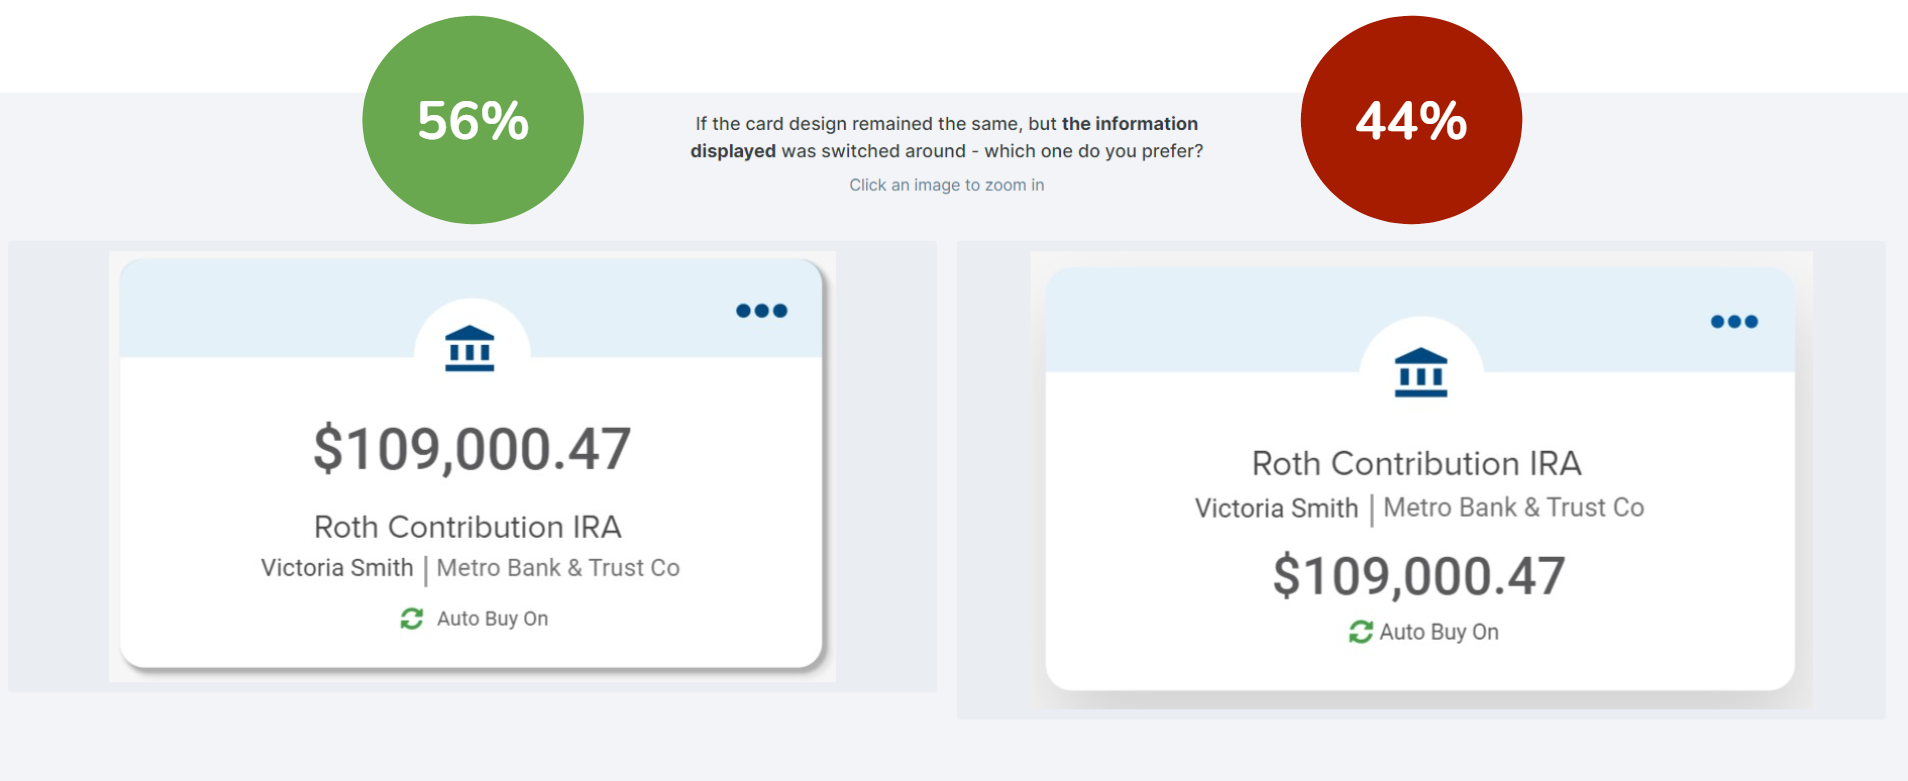 56%
If the card design remained the same, but the information
displayed was switched around - which one do you prefer?
Click an image to zoom in
44%
$109,000.47
Roth Contribution IRA
Victoria Smith | Metro Bank & Trust Co
Auto Buy On
Roth Contribution IRA
Victoria Smith | Metro Bank & Trust Co
$109,000.47
Auto Buy On